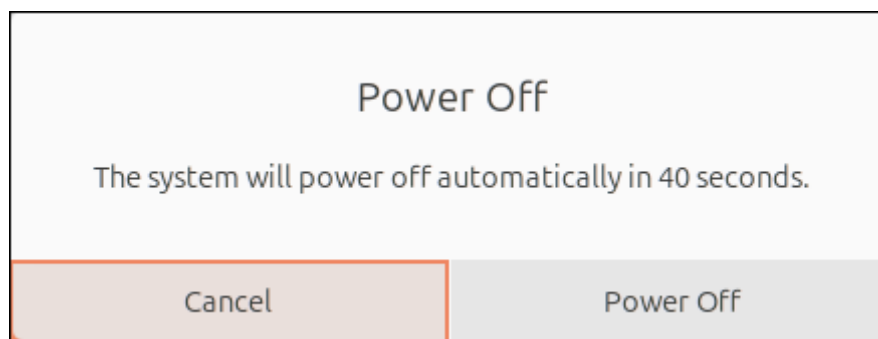 Power Off
The system will power off automatically in 40 seconds.
Cancel
Power Off